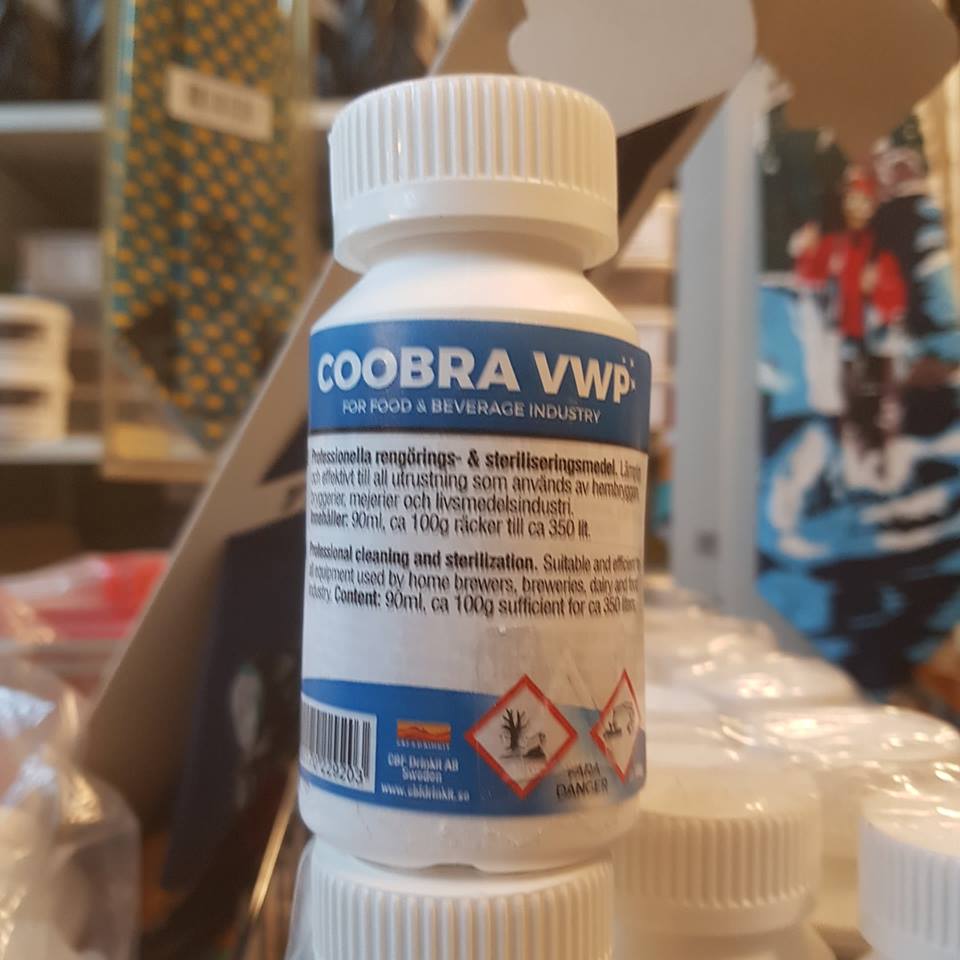 COOBRA VWP
FOR FOOD & BEVERAGE INDUSTRY
Professionella rengörings- & steriliseringsmedel. Lämplig
och effektivt till all utrustning som används av hembryggare,
bryggerier, mejerier och livsmedelsindustri.
Innehåller: 90ml, ca 100g räcker till ca 350 lit.
Professional cleaning and sterilization. Suitable and efficient
all equipment used by home brewers, breweries, dairy and food
industry. Content: 90ml, ca 100g sufficient for ca 350 liters.
CBF Drinkit AB
Sweden
www.cbfdrinkit.se
FARA
DANGER